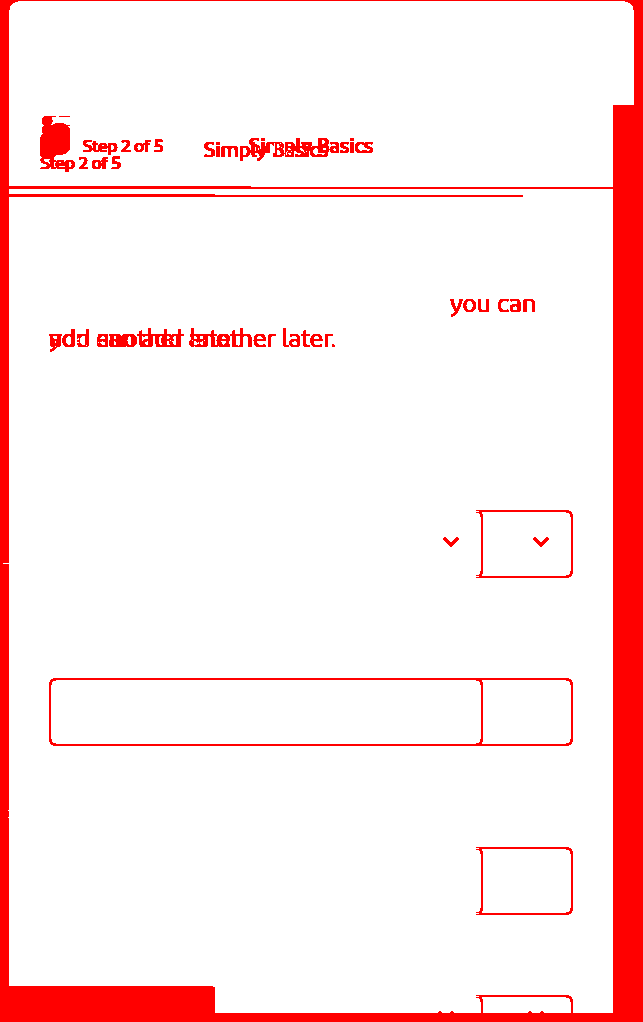 Step 2 of 5 Simply Basics
Step 2 of 5 Simply Basics
you can
add another later.
you can add another later.